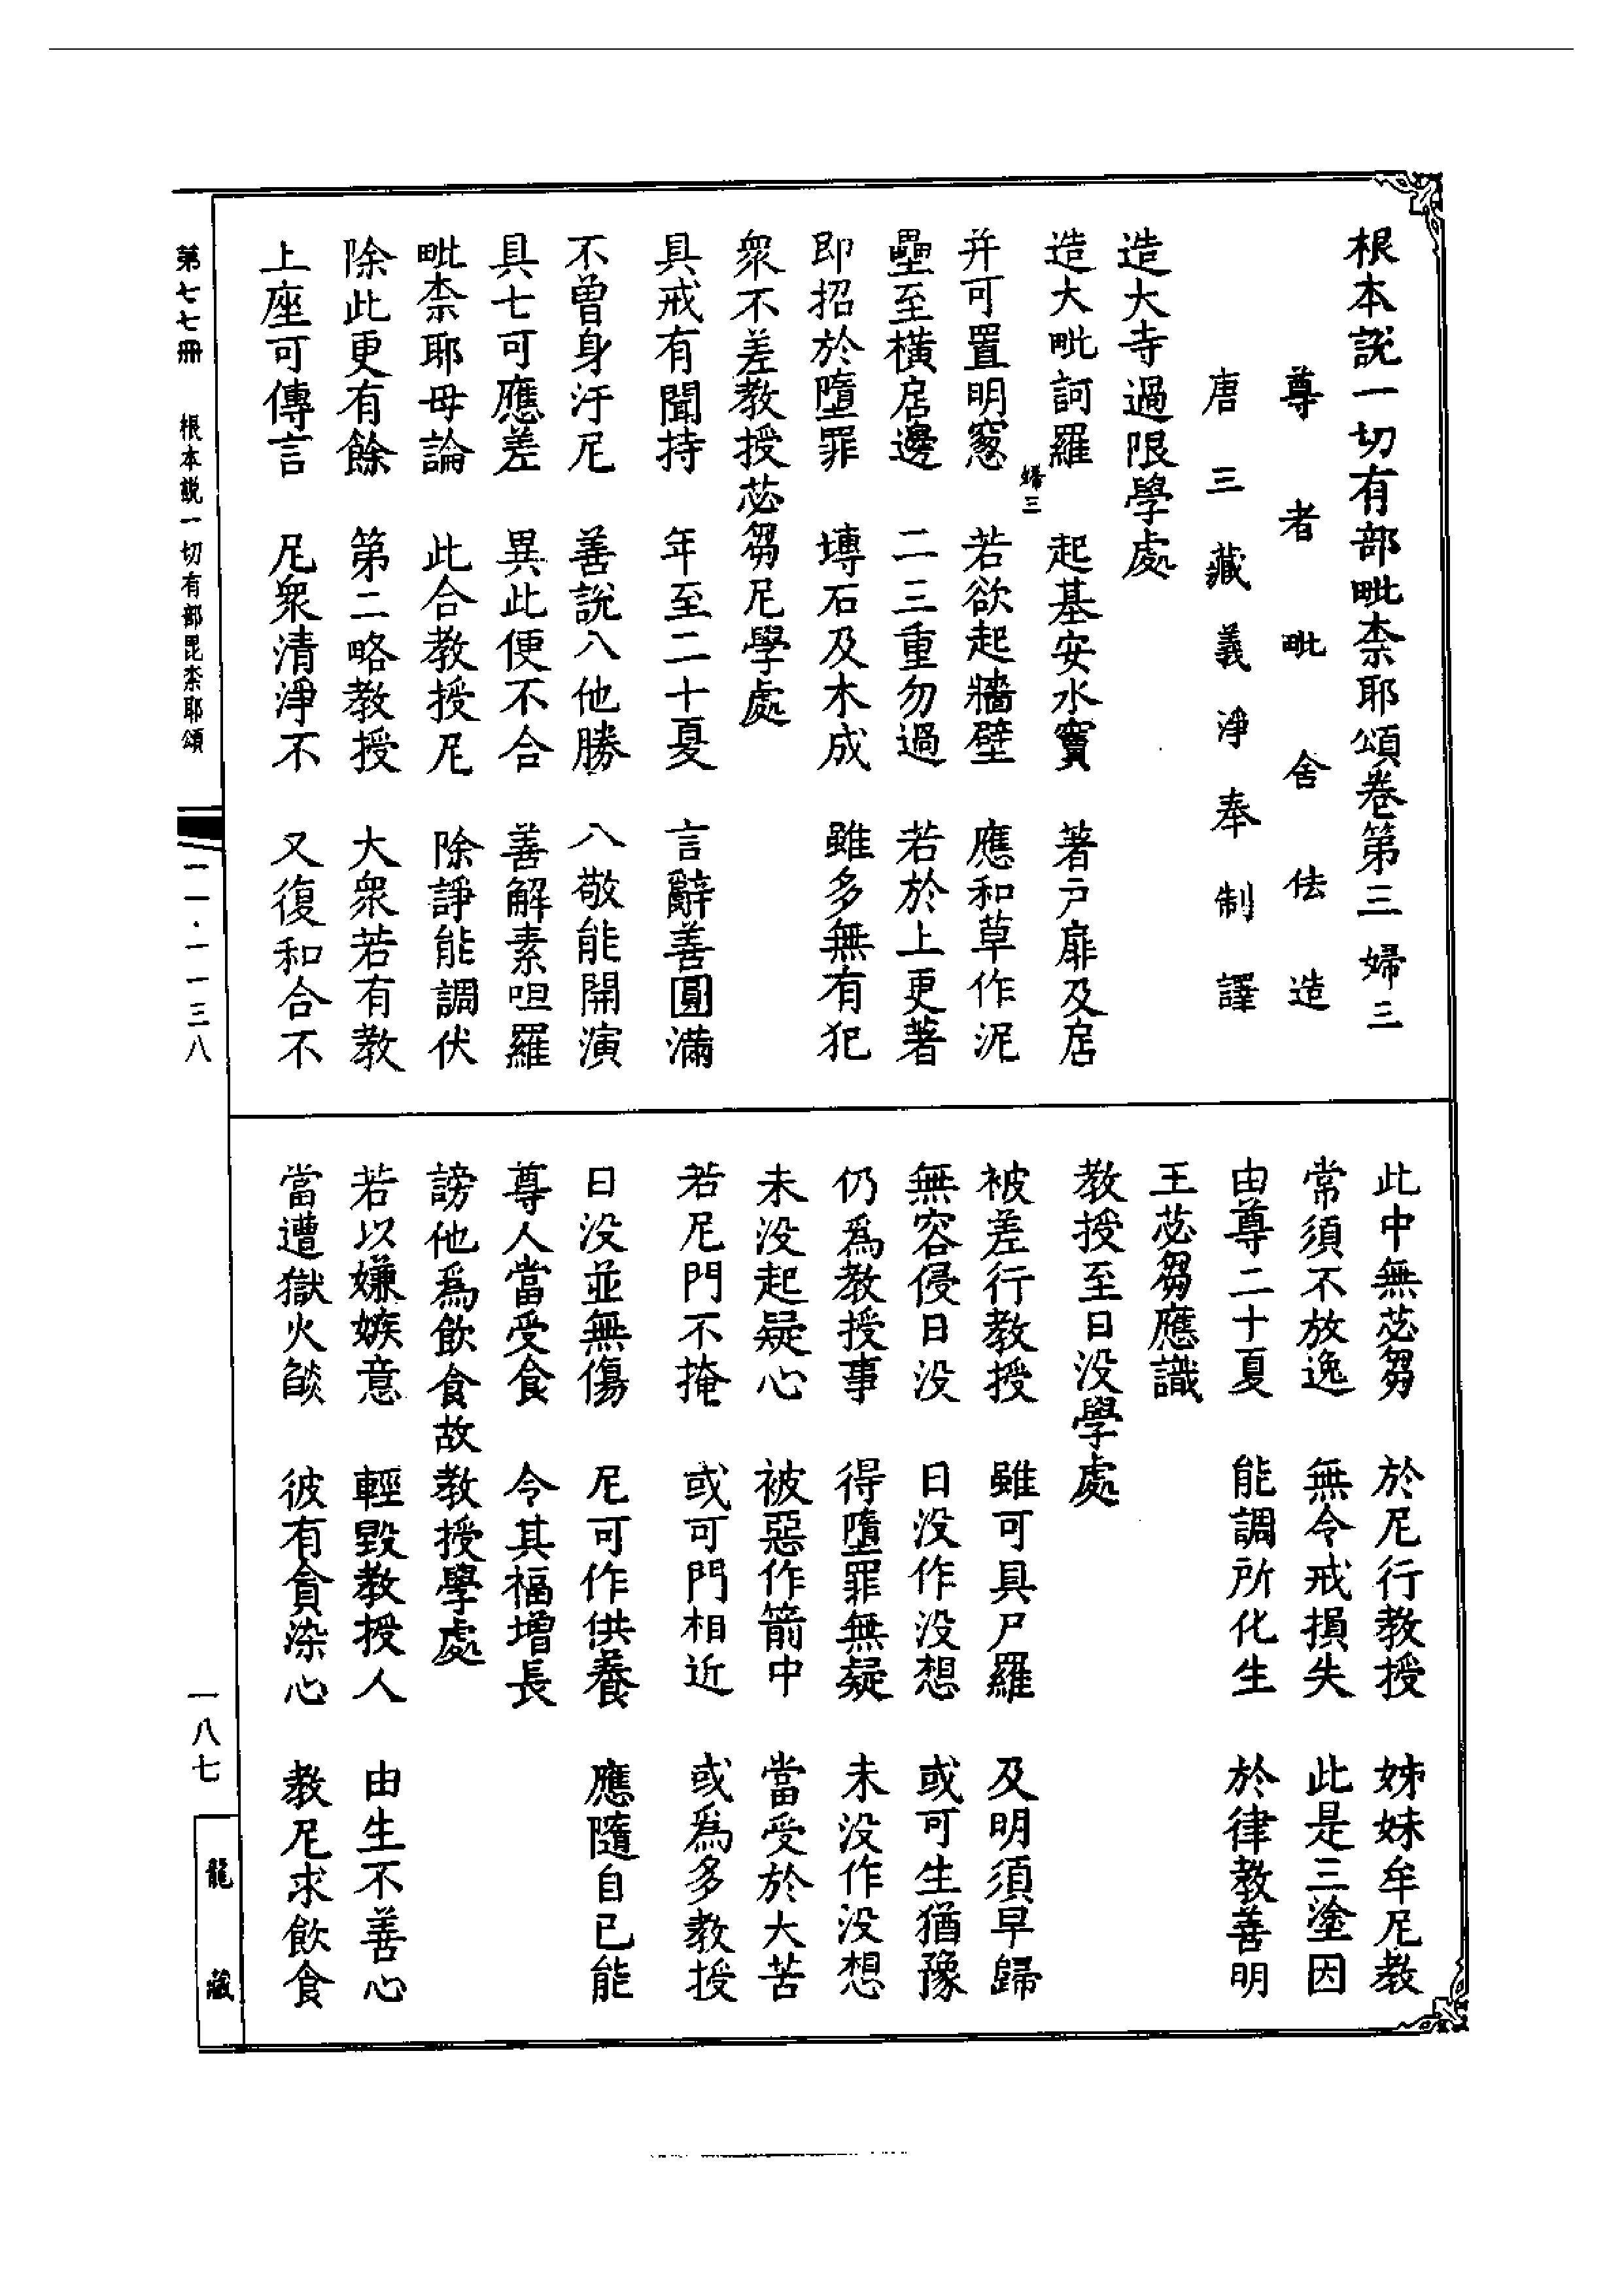 根本說一切有部毗柰耶頌卷第三 婦三
尊者毗舍佉造
唐三藏義淨奉制譯
造大寺過限學處
造大毗訶羅 起基安水竇 著戶扉及扂
婦三
并可置明窻 若欲起牆壁 應和草作泥
壘至橫扂邊 二三重勿過 若於上更著
即招於墮罪 塼石及木成 雖多無有犯
眾不差教授苾芻尼學處
具戒有聞持 年至二十夏 言辭善圓滿
不曾身汙尼 善說八他勝 八敬能開演
具七可應差 異此便不合 善解素呾羅
毗柰耶母論 此合教授尼 除諍能調伏
除此更有餘 第二略教授 大眾若有教
上座可傳言 尼眾清淨不 又復和合不
此中無苾芻 於尼行教授 姊妹牟尼教
常須不放逸 無令戒損失 此是三塗因
由尊二十夏 能調所化生 於律教善明
王苾芻應識
教授至日没學處
被差行教授 雖可具尸羅 及明須早歸
無容侵日没 日没作没想 或可生猶豫
仍為教授事 得墮罪無疑 未没作没想
未没起疑心 被惡作箭中 當受於大苦
若尼門不掩 或可門相近 或為多教授
日没並無傷 尼可作供養 應隨自己能
尊人當受食 令其福增長
謗他為飲食故教授學處
若以嫌嫉意 輕毀教授人 由生不善心
當遭獄火燄 彼有貪染心 教尼求飲食
第七七冊 根本說一切有部毘柰耶頌
一一·一一三八
一八七
龍藏